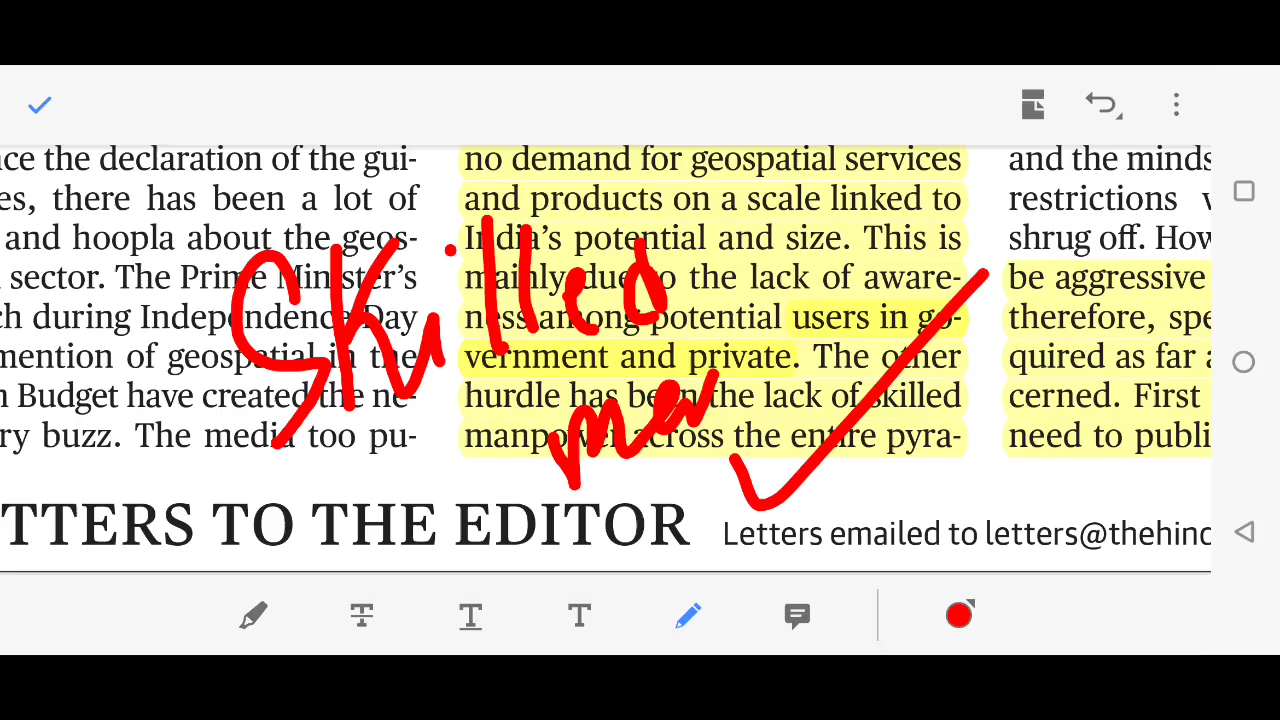 nce the declaration of the gui-
es, there has been a lot of
and hoopla about the geos-
sector. The Prime Minister's
ch during Independence Day
mention of geospatial in the
n Budget have created the ne-
ry buzz. The media too pu-
no demand for geospatial services
and products on a scale linked to
India's potential and size. This is
mainly due to the lack of aware-
ness among potential users in go-
vernment and private. The other
hurdle has been the lack of skilled
manpower across the entire pyra-
and the minds
restrictions
shrug off. How
be aggressive
therefore, spe
quired as far a
cerned. First
need to publi
Skilled
men
TTERS TO THE EDITOR
Letters emailed to letters@thehind